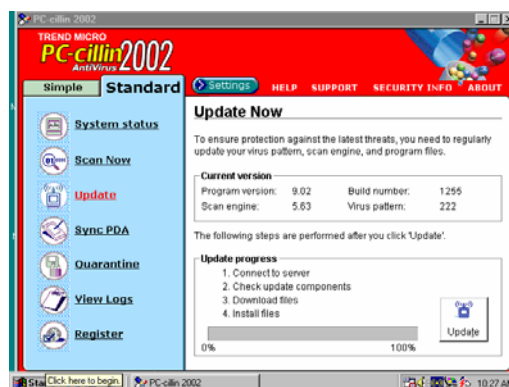 PC-cillin 2002
TREND MICRO
PC-cillin 2002
AntiVirus
Simple Standard
Settings HELP SUPPORT SECURITY INFO ABOUT
System status
Scan Now
Update
Sync PDA
Quarantine
View Logs
Register
Update Now
To ensure protection against the latest threats, you need to regularly
update your virus pattern, scan engine, and program files.
Current version
Program version: 9.02 Build number: 1255
Scan engine: 5.63 Virus pattern: 222
The following steps are performed after you click 'Update'.
Update progress
1. Connect to server
2. Check update components
3. Download files
4. Install files
Update
0% 100%
Click here to begin. PC-cillin 2002 10:27 A